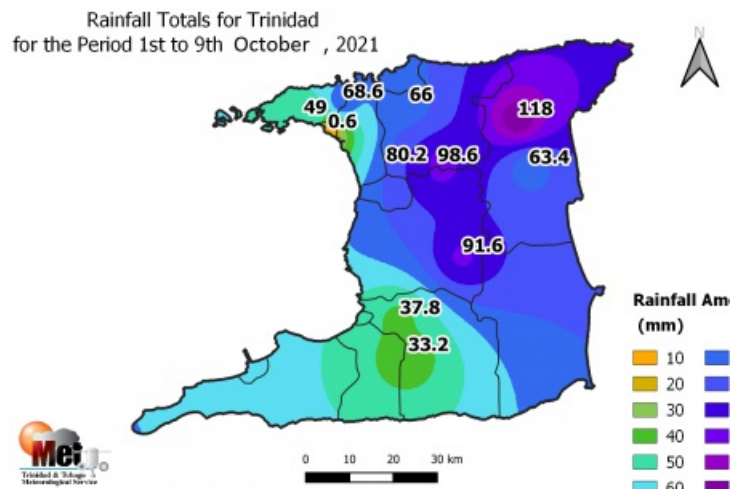 Rainfall Totals for Trinidad
for the Period 1st to 9th October , 2021
N
68.6
49
66
0.6
118
80.2 98.6
63.4
91.6
37.8
33.2
Rainfall Am
(mm)
10
20
30
40
50
60
Met
Trinidad & Tobago
Meteorological Service
0 10 20 30 km